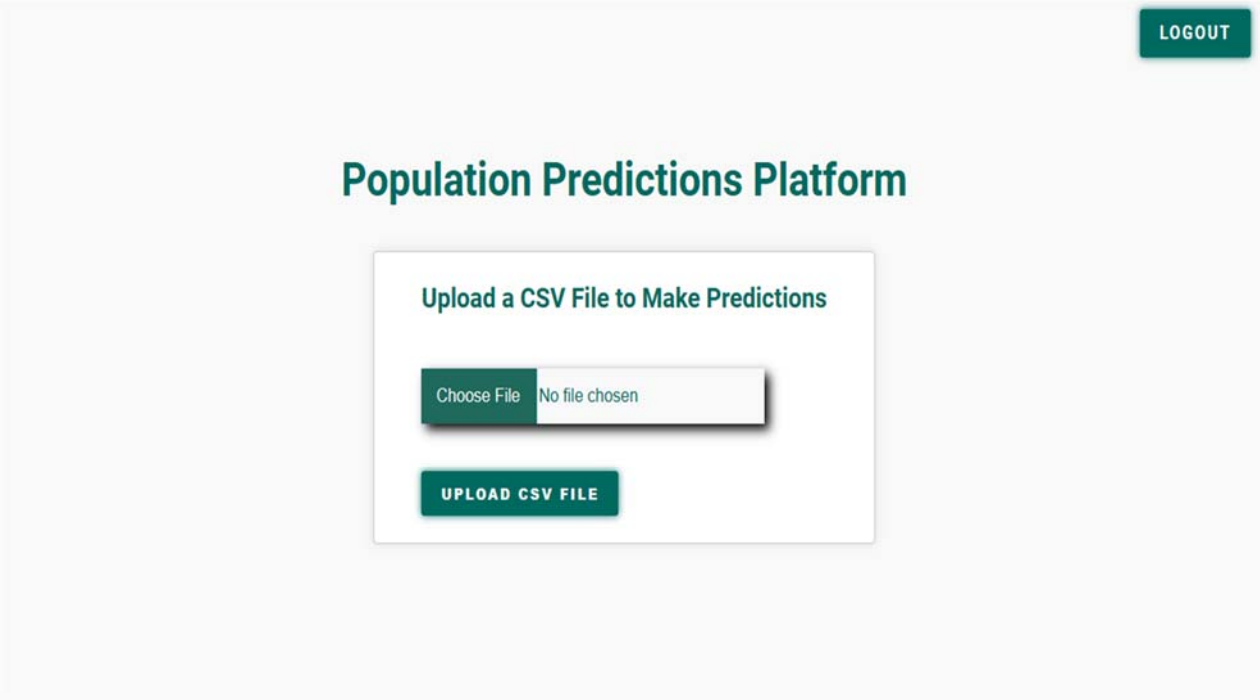 LOGOUT
Population Predictions Platform
Upload a CSV File to Make Predictions
Choose File No file chosen
UPLOAD CSV FILE